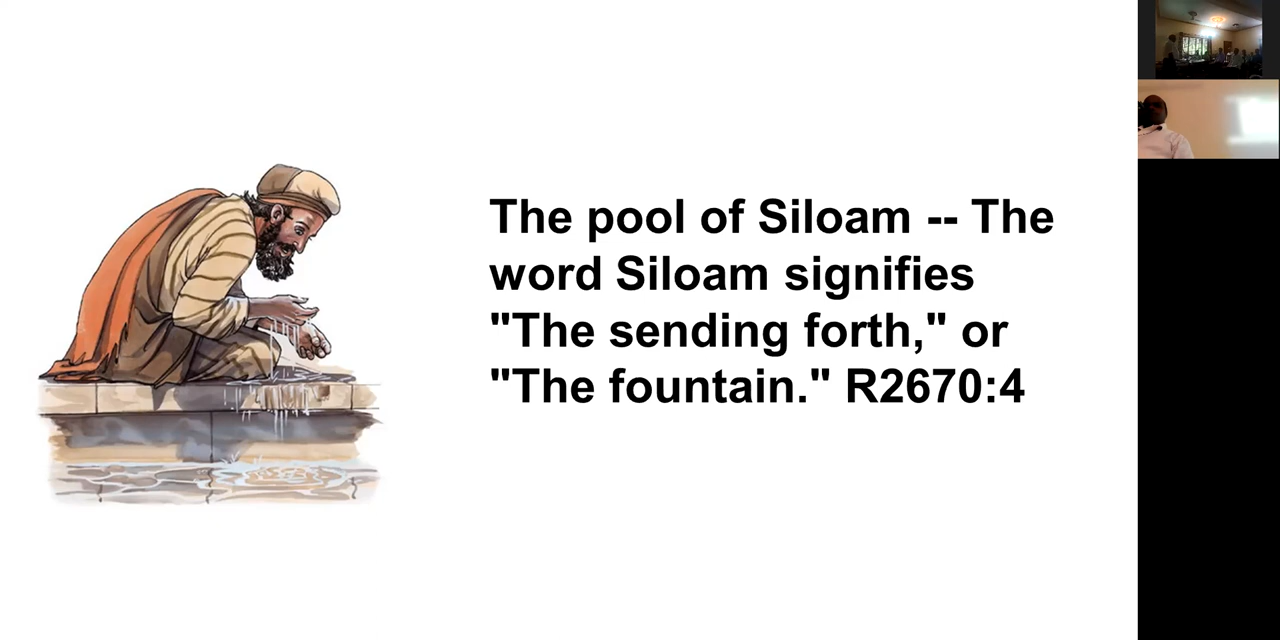 The pool of Siloam -- The
word Siloam signifies
"The sending forth," or
"The fountain." R2670:4